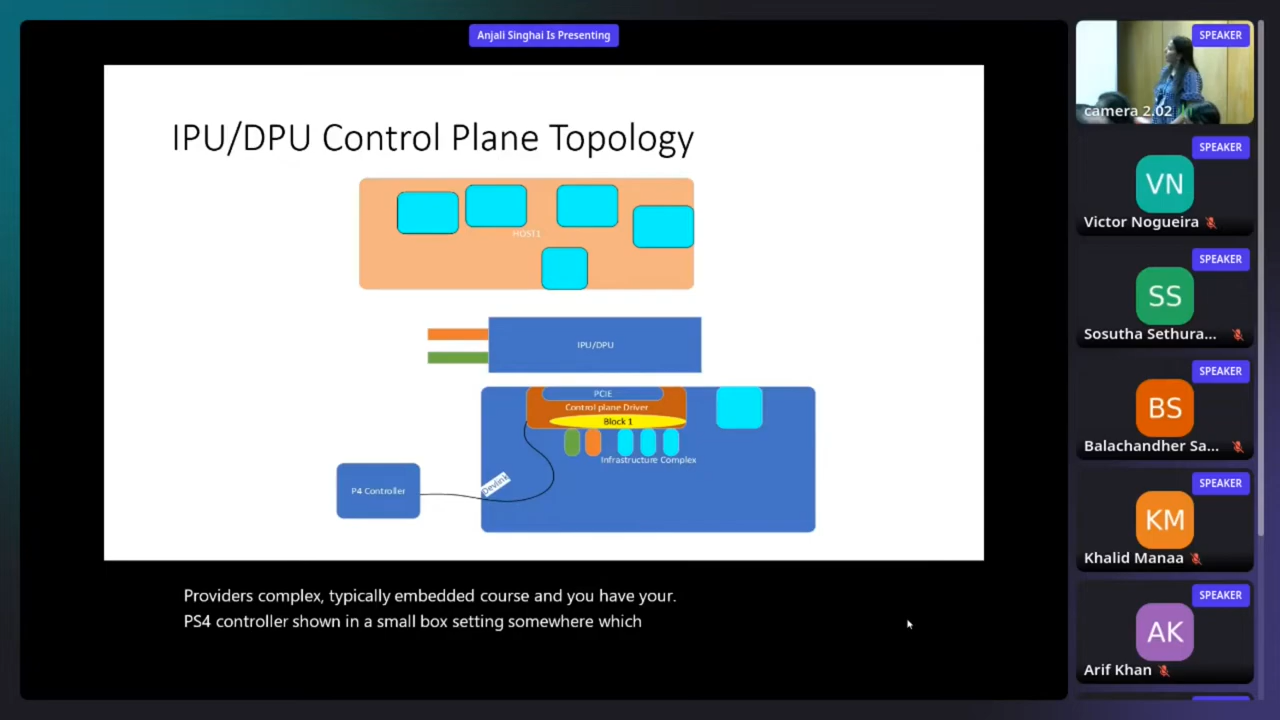 Anjali Singhai Is Presenting
IPU/DPU Control Plane Topology
HOST1
IPU/DPU
PCIE
Control plane Driver
Block 1
Infrastructure Complex
Devlink
P4 Controller
Providers complex, typically embedded course and you have your.
PS4 controller shown in a small box setting somewhere which
SPEAKER
camera 2.02
SPEAKER
VN
Victor Nogueira
SPEAKER
SS
Sosutha Sethura...
SPEAKER
BS
Balachandher Sa...
SPEAKER
KM
Khalid Manaa
SPEAKER
AK
Arif Khan